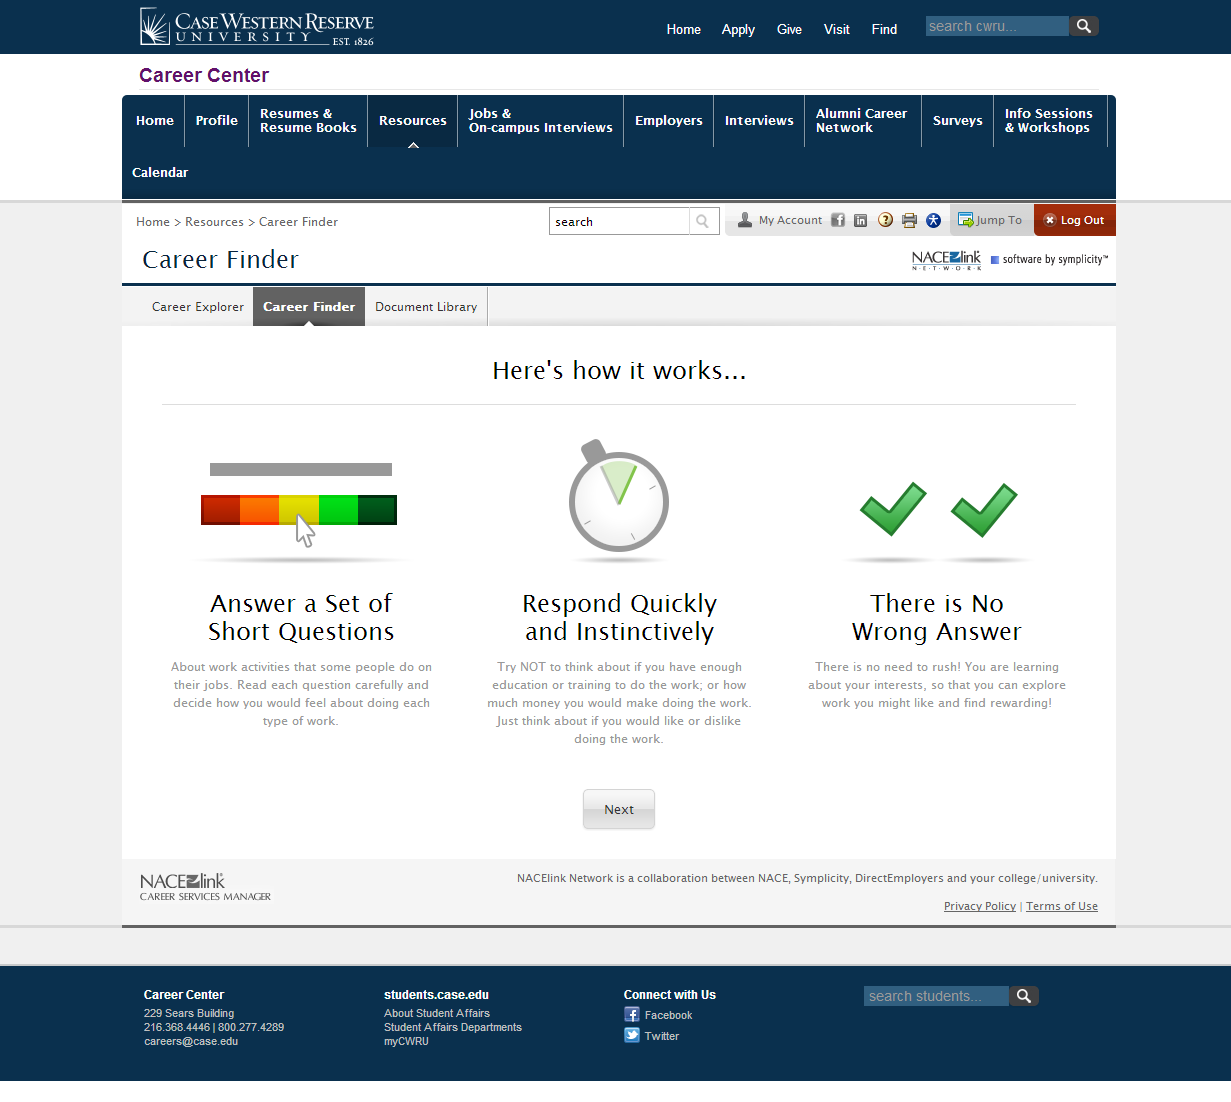 CASE WESTERN RESERVE
UNIVERSITY EST. 1826
Home Apply Give Visit Find
search cwru...
Career Center
Home
Profile
Resumes &
Resume Books
Resources
Jobs &
On-campus Interviews
Employers
Interviews
Alumni Career
Network
Surveys
Info Sessions
& Workshops
Calendar
Home > Resources > Career Finder
search
My Account
Jump To
Log Out
Career Finder
NACElink
NETWORK
software by symplicity™
Career Explorer
Career Finder
Document Library
Here's how it works...
Answer a Set of
Short Questions
About work activities that some people do on
their jobs. Read each question carefully and
decide how you would feel about doing each
type of work.
Respond Quickly
and Instinctively
Try NOT to think about if you have enough
education or training to do the work; or how
much money you would make doing the work.
Just think about if you would like or dislike
doing the work.
There is No
Wrong Answer
There is no need to rush! You are learning
about your interests, so that you can explore
work you might like and find rewarding!
Next
NACElink
CAREER SERVICES MANAGER
NACElink Network is a collaboration between NACE, Symplicity, DirectEmployers and your college/university.
Privacy Policy | Terms of Use
Career Center
229 Sears Building
216.368.4446 | 800.277.4289
careers@case.edu
students.case.edu
About Student Affairs
Student Affairs Departments
myCWRU
Connect with Us
Facebook
Twitter
search students...